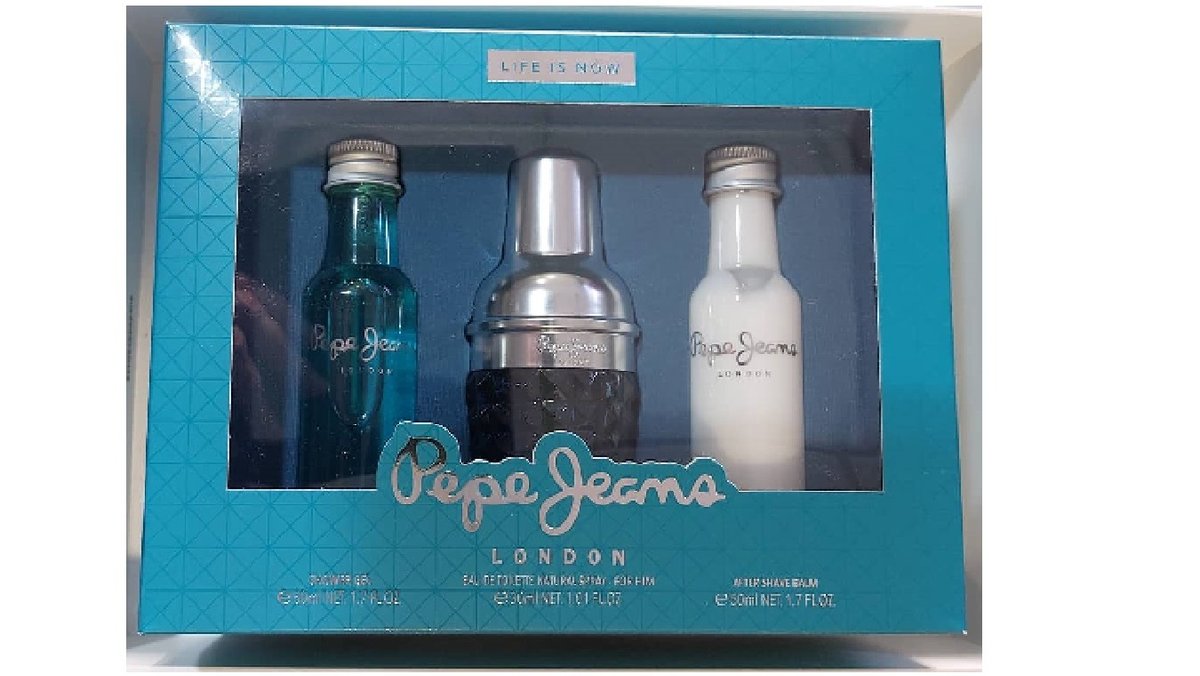 LIFE IS NOW
Pepe Jeans
LONDON
Pepe Jeans
Pepe Jeans
LONDON
Pepe Jeans
LONDON
SHOWER GEL
EAU DE TOILETTE NATURAL SPRAY - FOR HIM
AFTER SHAVE BALM
℮ 50ml NET. 1.7 FL.OZ.
℮ 30ml NET. 1.01 FL.OZ.
℮ 50ml NET. 1.7 FL.OZ.